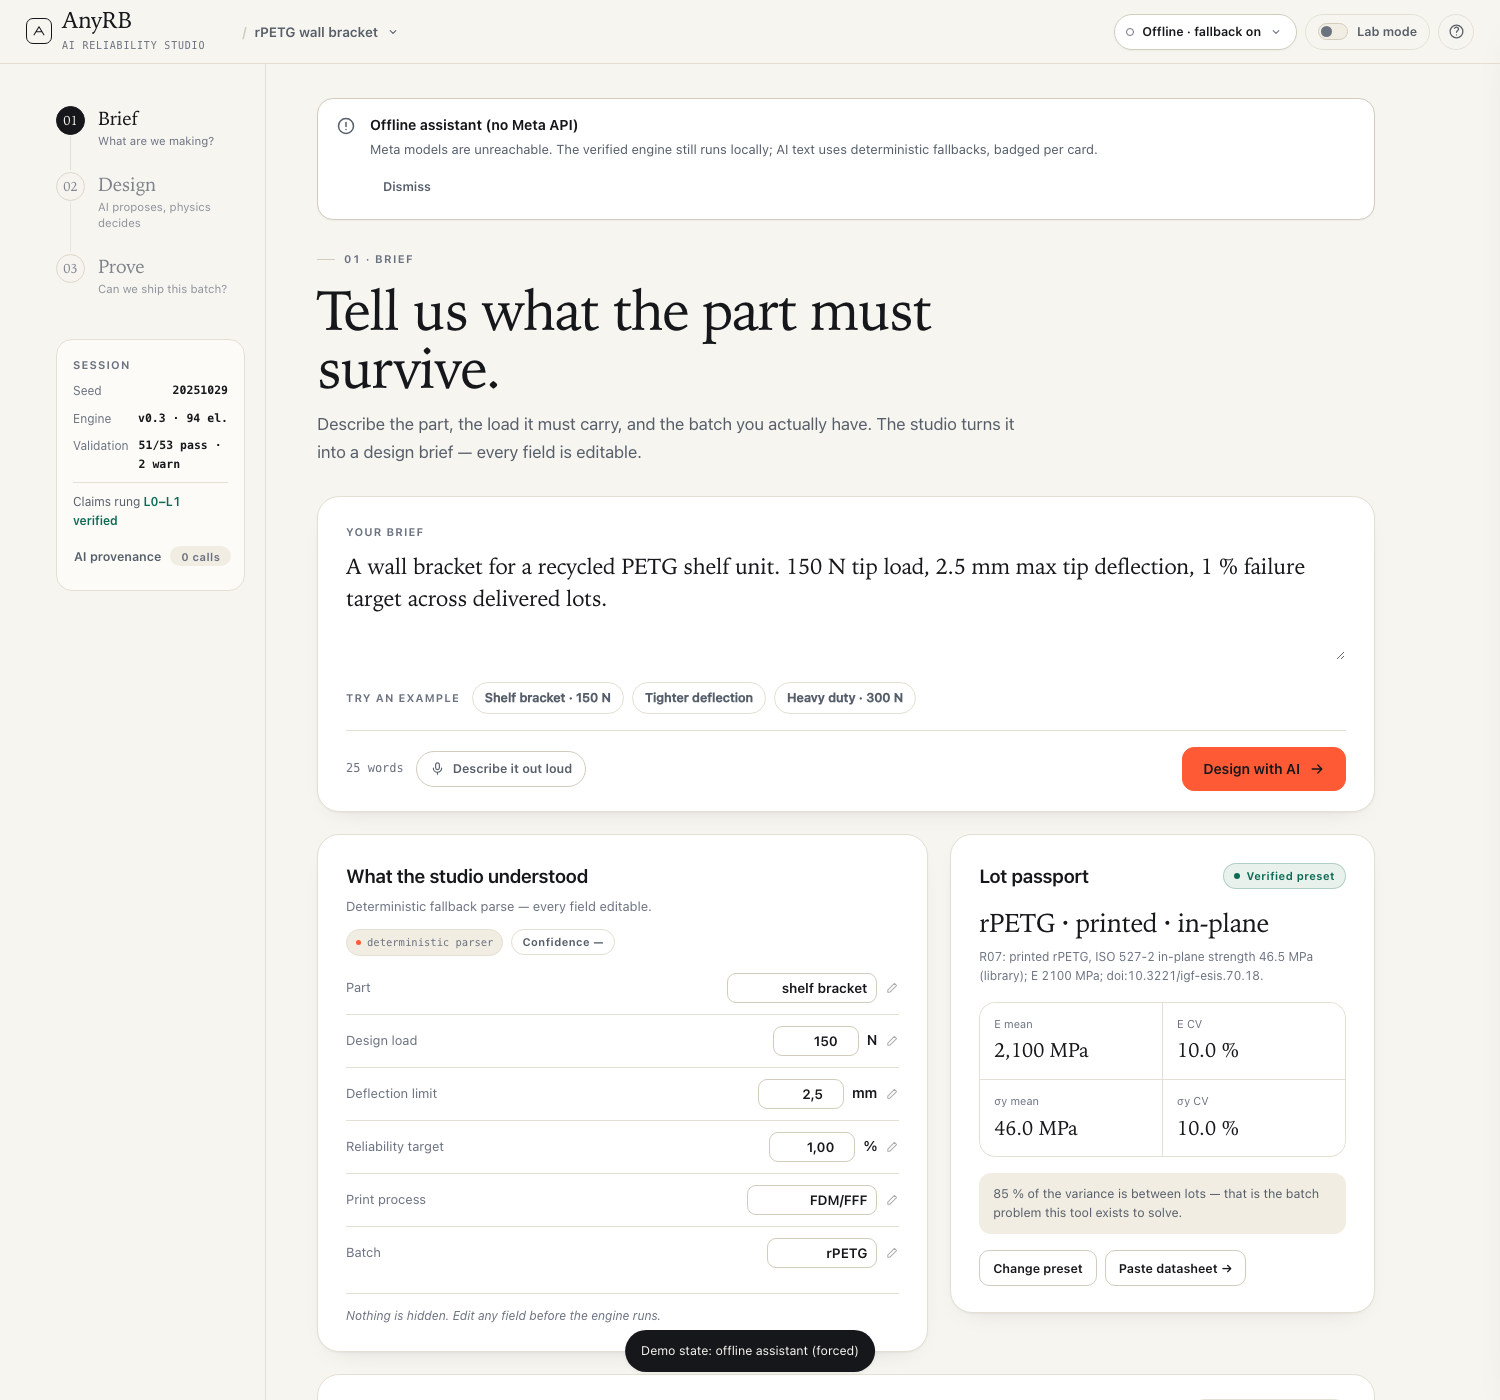 AnyRB
AI RELIABILITY STUDIO
/ rPETG wall bracket
Offline · fallback on
Lab mode
01
Brief
What are we making?
02
Design
AI proposes, physics
decides
03
Prove
Can we ship this batch?
SESSION
Seed 20251029
Engine v0.3 · 94 el.
Validation 51/53 pass ·
2 warn
Claims rung L0–L1
verified
AI provenance 0 calls
Offline assistant (no Meta API)
Meta models are unreachable. The verified engine still runs locally; AI text uses deterministic fallbacks, badged per card.
Dismiss
01 · BRIEF
Tell us what the part must
survive.
Describe the part, the load it must carry, and the batch you actually have. The studio turns it
into a design brief — every field is editable.
YOUR BRIEF
A wall bracket for a recycled PETG shelf unit. 150 N tip load, 2.5 mm max tip deflection, 1 % failure
target across delivered lots.
TRY AN EXAMPLE Shelf bracket · 150 N Tighter deflection Heavy duty · 300 N
25 words Describe it out loud Design with AI →
What the studio understood
Deterministic fallback parse — every field editable.
deterministic parser Confidence —
Part shelf bracket
Design load 150 N
Deflection limit 2,5 mm
Reliability target 1,00 %
Print process FDM/FFF
Batch rPETG
Nothing is hidden. Edit any field before the engine runs.
Lot passport Verified preset
rPETG · printed · in-plane
R07: printed rPETG, ISO 527-2 in-plane strength 46.5 MPa
(library); E 2100 MPa; doi:10.3221/igf-esis.70.18.
E mean E CV
2,100 MPa 10.0 %
σy mean σy CV
46.0 MPa 10.0 %
85 % of the variance is between lots — that is the batch
problem this tool exists to solve.
Change preset Paste datasheet →
Demo state: offline assistant (forced)